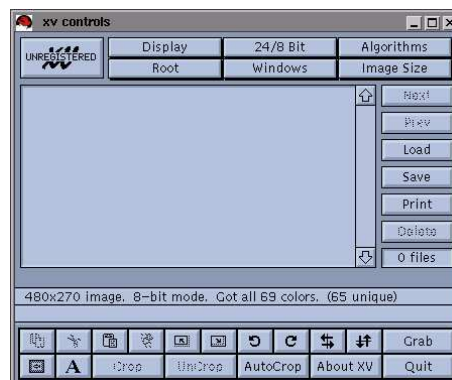 xv controls
UNREGISTERED
Display
24/8 Bit
Algorithms
Root
Windows
Image Size
Next
Prev
Load
Save
Print
Delete
0 files
480x270 image. 8-bit mode. Got all 69 colors. (65 unique)
Grab
A
Crop
UnCrop
AutoCrop
About XV
Quit